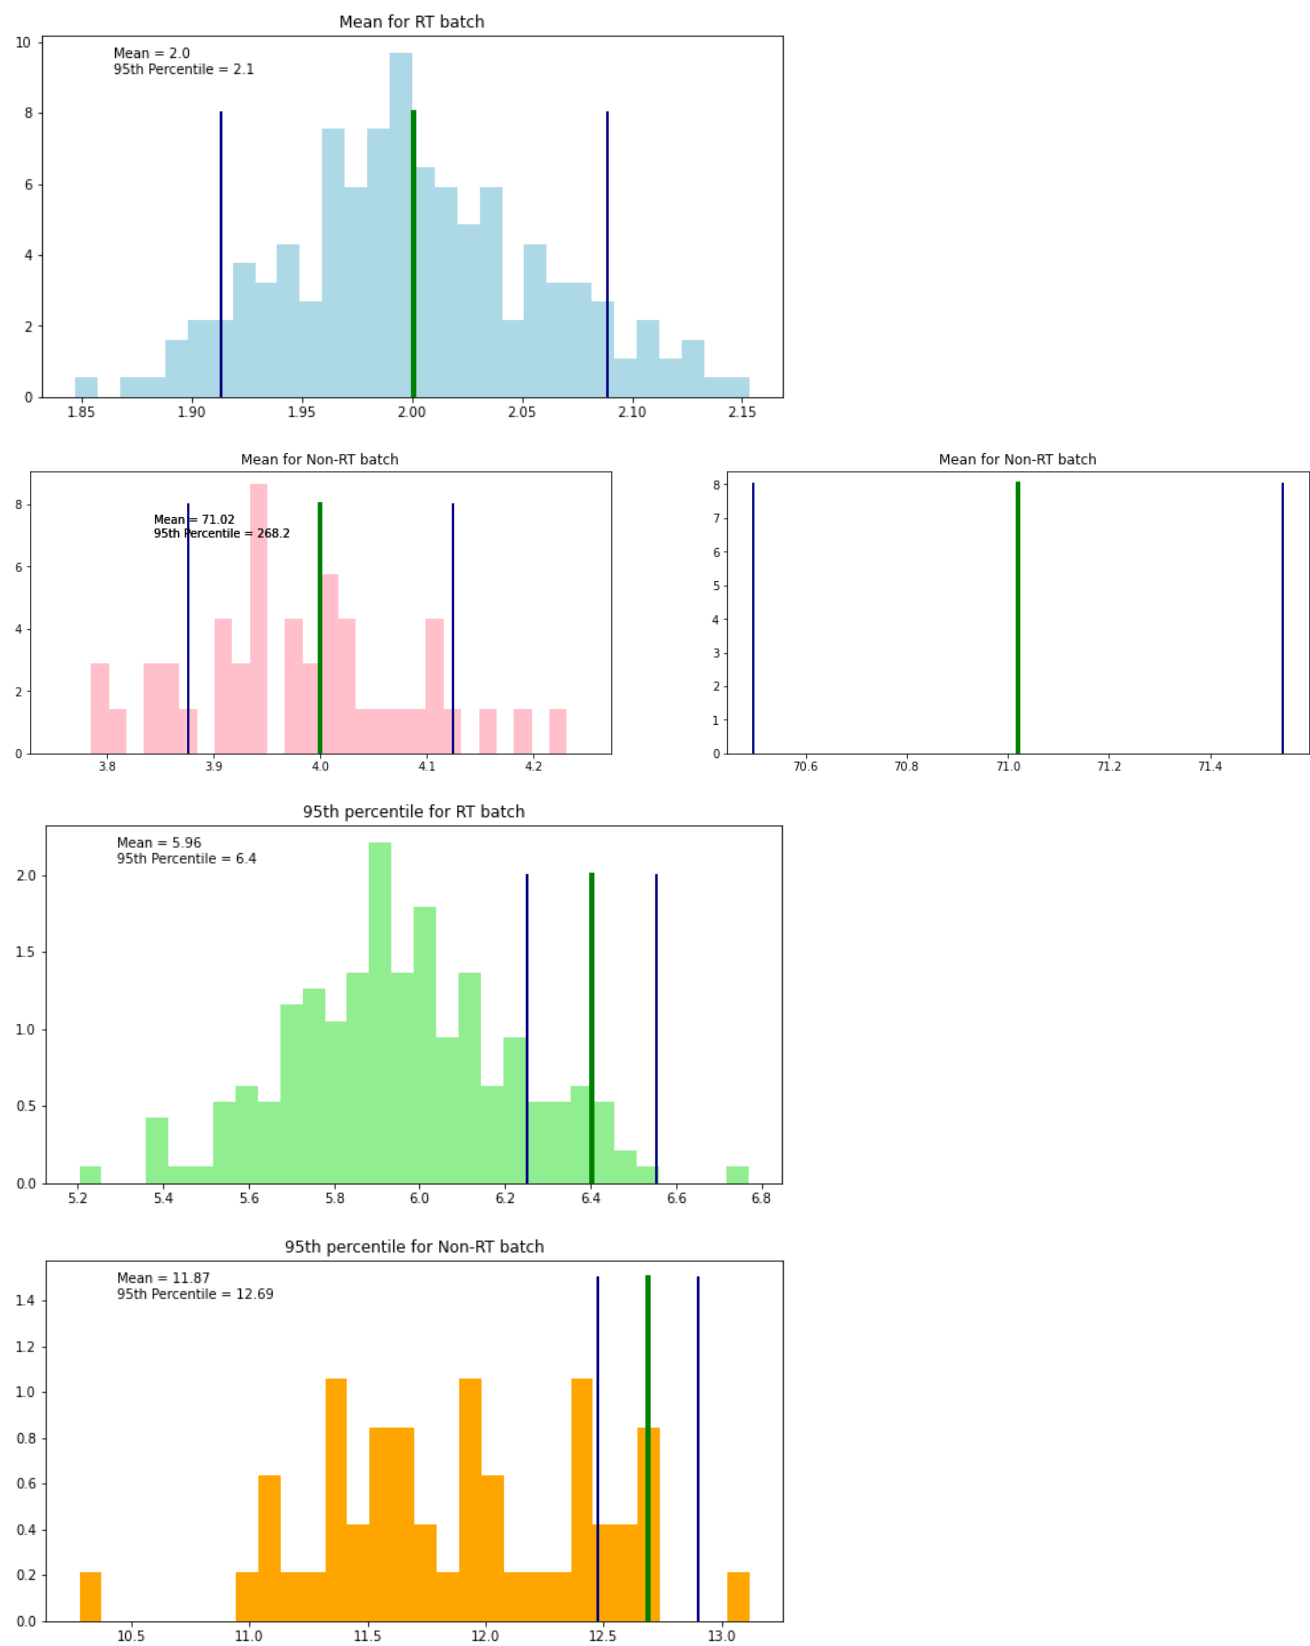 Mean for RT batch
Mean = 2.0
95th Percentile = 2.1
10
8
6
4
2
0
1.85 1.90 1.95 2.00 2.05 2.10 2.15
Mean for Non-RT batch
Mean = 71.02
95th Percentile = 268.2
8
6
4
2
0
3.8 3.9 4.0 4.1 4.2
Mean for Non-RT batch
8
7
6
5
4
3
2
1
0
70.6 70.8 71.0 71.2 71.4
95th percentile for RT batch
Mean = 5.96
95th Percentile = 6.4
2.0
1.5
1.0
0.5
0.0
5.2 5.4 5.6 5.8 6.0 6.2 6.4 6.6 6.8
95th percentile for Non-RT batch
Mean = 11.87
95th Percentile = 12.69
1.4
1.2
1.0
0.8
0.6
0.4
0.2
0.0
10.5 11.0 11.5 12.0 12.5 13.0